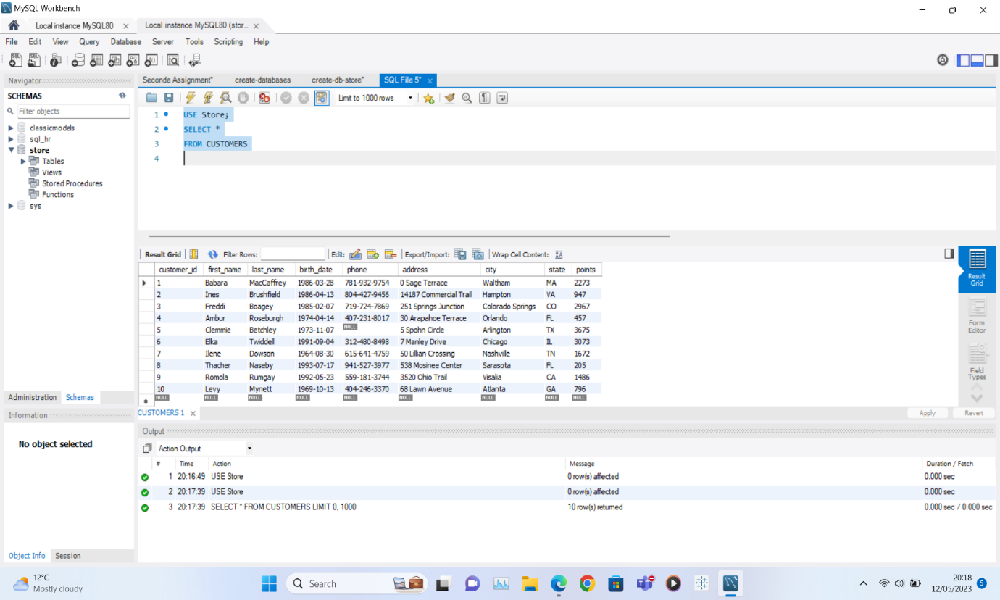 MySQL Workbench
Local instance MySQL80 Local instance MySQL80 (stor...
File Edit View Query Database Server Tools Scripting Help
Navigator
SCHEMAS
Filter objects
classicmodels
sql_hr
store
Tables
Views
Stored Procedures
Functions
sys
Administration Schemas
Information
No object selected
Object Info Session
Seconde Assignment* create-databases create-db-store* SQL File 5*
Limit to 1000 rows
1 USE Store;
2 SELECT *
3 FROM CUSTOMERS
4
Result Grid Filter Rows: Edit: Export/Import: Wrap Cell Content:
customer_id first_name last_name birth_date phone address city state points
1 Babara MacCaffrey 1986-03-28 781-932-9754 0 Sage Terrace Waltham MA 2273
2 Ines Brushfield 1986-04-13 804-427-9456 14187 Commercial Trail Hampton VA 947
3 Freddi Boagey 1985-02-07 719-724-7869 251 Springs Junction Colorado Springs CO 2967
4 Ambur Roseburgh 1974-04-14 407-231-8017 30 Arapahoe Terrace Orlando FL 457
5 Clemmie Betchley 1973-11-07 NULL 5 Spohn Circle Arlington TX 3675
6 Elka Twiddell 1991-09-04 312-480-8498 7 Manley Drive Chicago IL 3073
7 Ilene Dowson 1964-08-30 615-641-4759 50 Lillian Crossing Nashville TN 1672
8 Thacher Naseby 1993-07-17 941-527-3977 538 Mosinee Center Sarasota FL 205
9 Romola Rumgay 1992-05-23 559-181-3744 3520 Ohio Trail Visalia CA 1486
10 Levy Mynett 1969-10-13 404-246-3370 68 Lawn Avenue Atlanta GA 796
NULL NULL NULL NULL NULL NULL NULL NULL NULL
Result
Grid
Form
Editor
Field
Types
CUSTOMERS 1 Apply Revert
Output
Action Output
# Time Action Message Duration / Fetch
1 20:16:49 USE Store 0 row(s) affected 0.000 sec
2 20:17:39 USE Store 0 row(s) affected 0.000 sec
3 20:17:39 SELECT * FROM CUSTOMERS LIMIT 0, 1000 10 row(s) returned 0.000 sec / 0.000 sec
12°C
Mostly cloudy
Search
20:18
12/05/2023
5